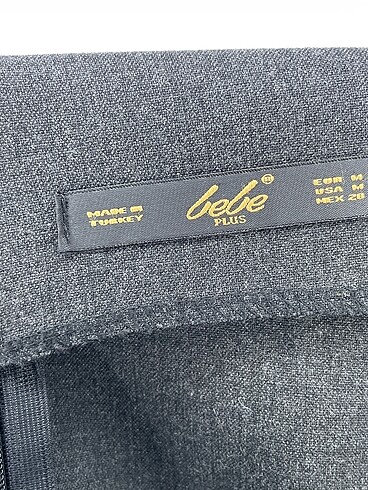 MADE IN
TURKEY
bebe®
PLUS
EUR M
USA M
MEX 28